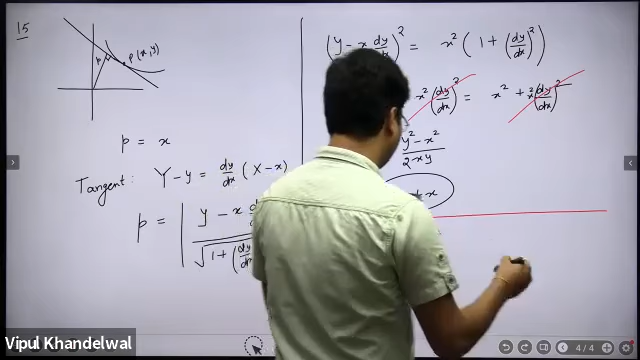 15
P(x,y)
p
(y - x dy/dx)² = x² (1 + (dy/dx)²)
x² (dy/dx)² = x² + x² (dy/dx)²
p = x
y² - x² / 2xy
Tangent: Y - y = dy/dx (X - x)
x
p = | y - x d
√1 + (dy/d
Vipul Khandelwal
4 / 4